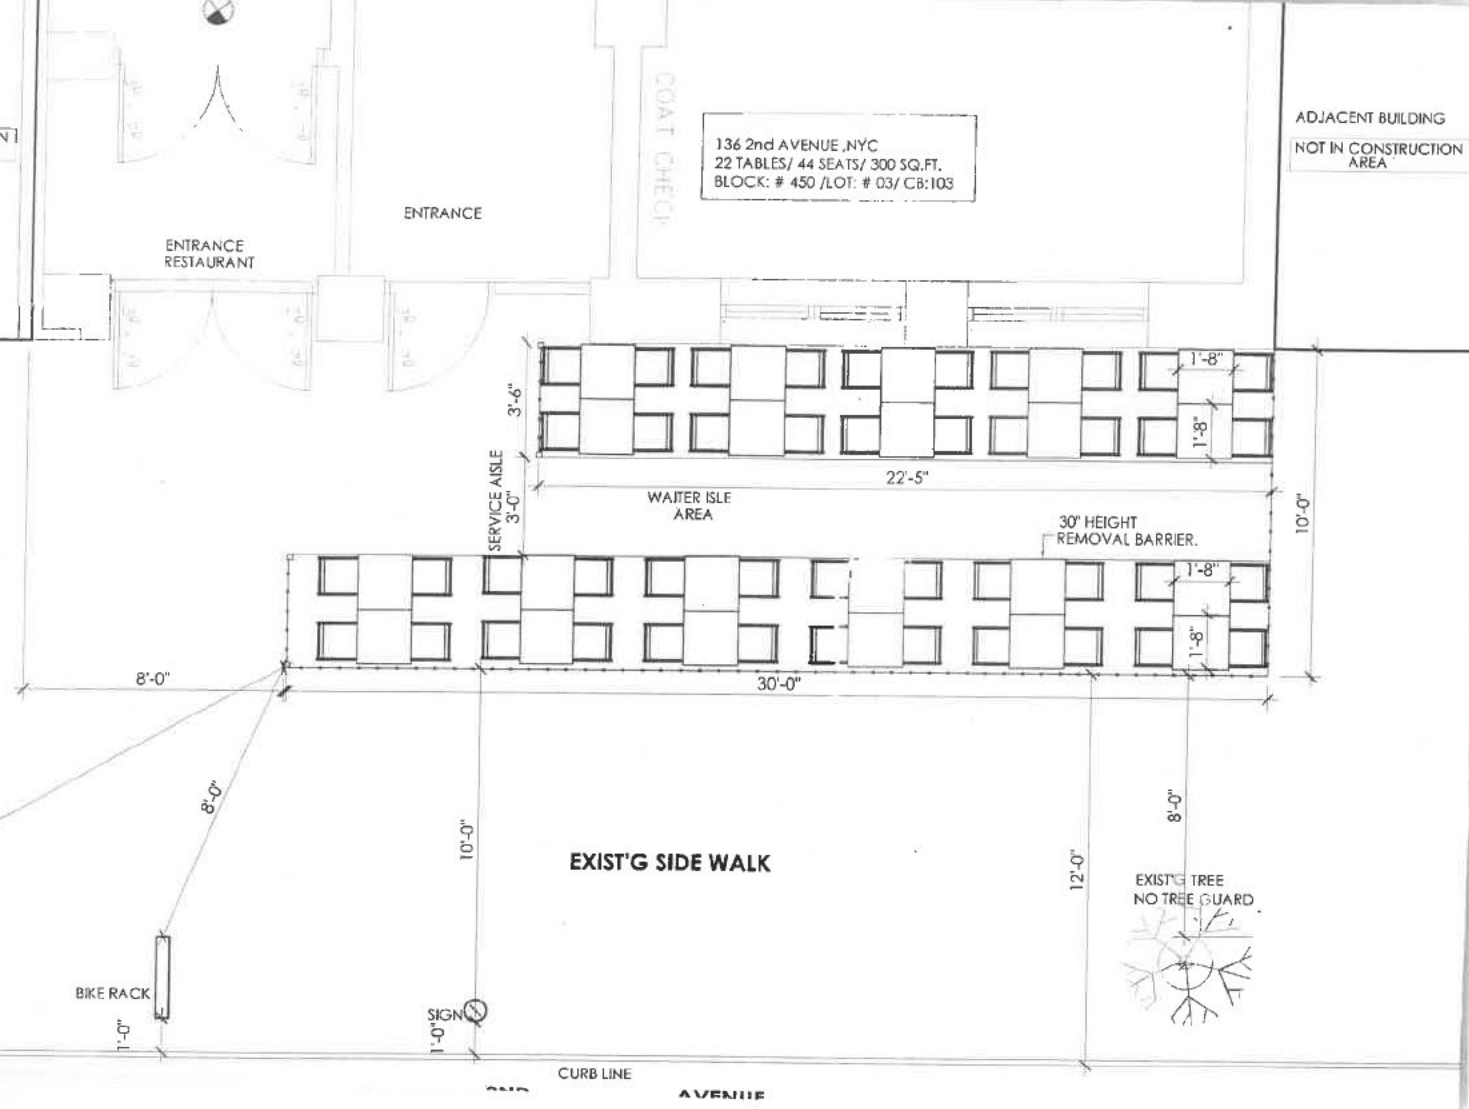 N
COAT CHECK
136 2nd AVENUE ,NYC
22 TABLES/ 44 SEATS/ 300 SQ.FT.
BLOCK: # 450 /LOT: # 03/ CB:103
ADJACENT BUILDING
NOT IN CONSTRUCTION
AREA
ENTRANCE
ENTRANCE
RESTAURANT
3'-6"
1'-8"
1'-8"
22'-5"
SERVICE AISLE
3'-0"
WAITER ISLE
AREA
30" HEIGHT
REMOVAL BARRIER.
10'-0"
1'-8"
1'-8"
8'-0"
30'-0"
8'-0"
10'-0"
EXIST'G SIDE WALK
12'-0"
8'-0"
EXIST'G TREE
NO TREE GUARD
BIKE RACK
1'-0"
SIGN
1'-0"
CURB LINE
2ND AVENUE